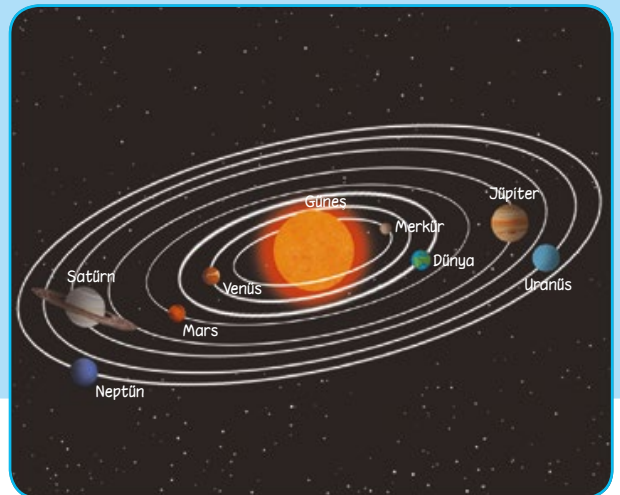 Jüpiter
Güneş
Merkür
Dünya
Satürn
Uranüs
Venüs
Mars
Neptün